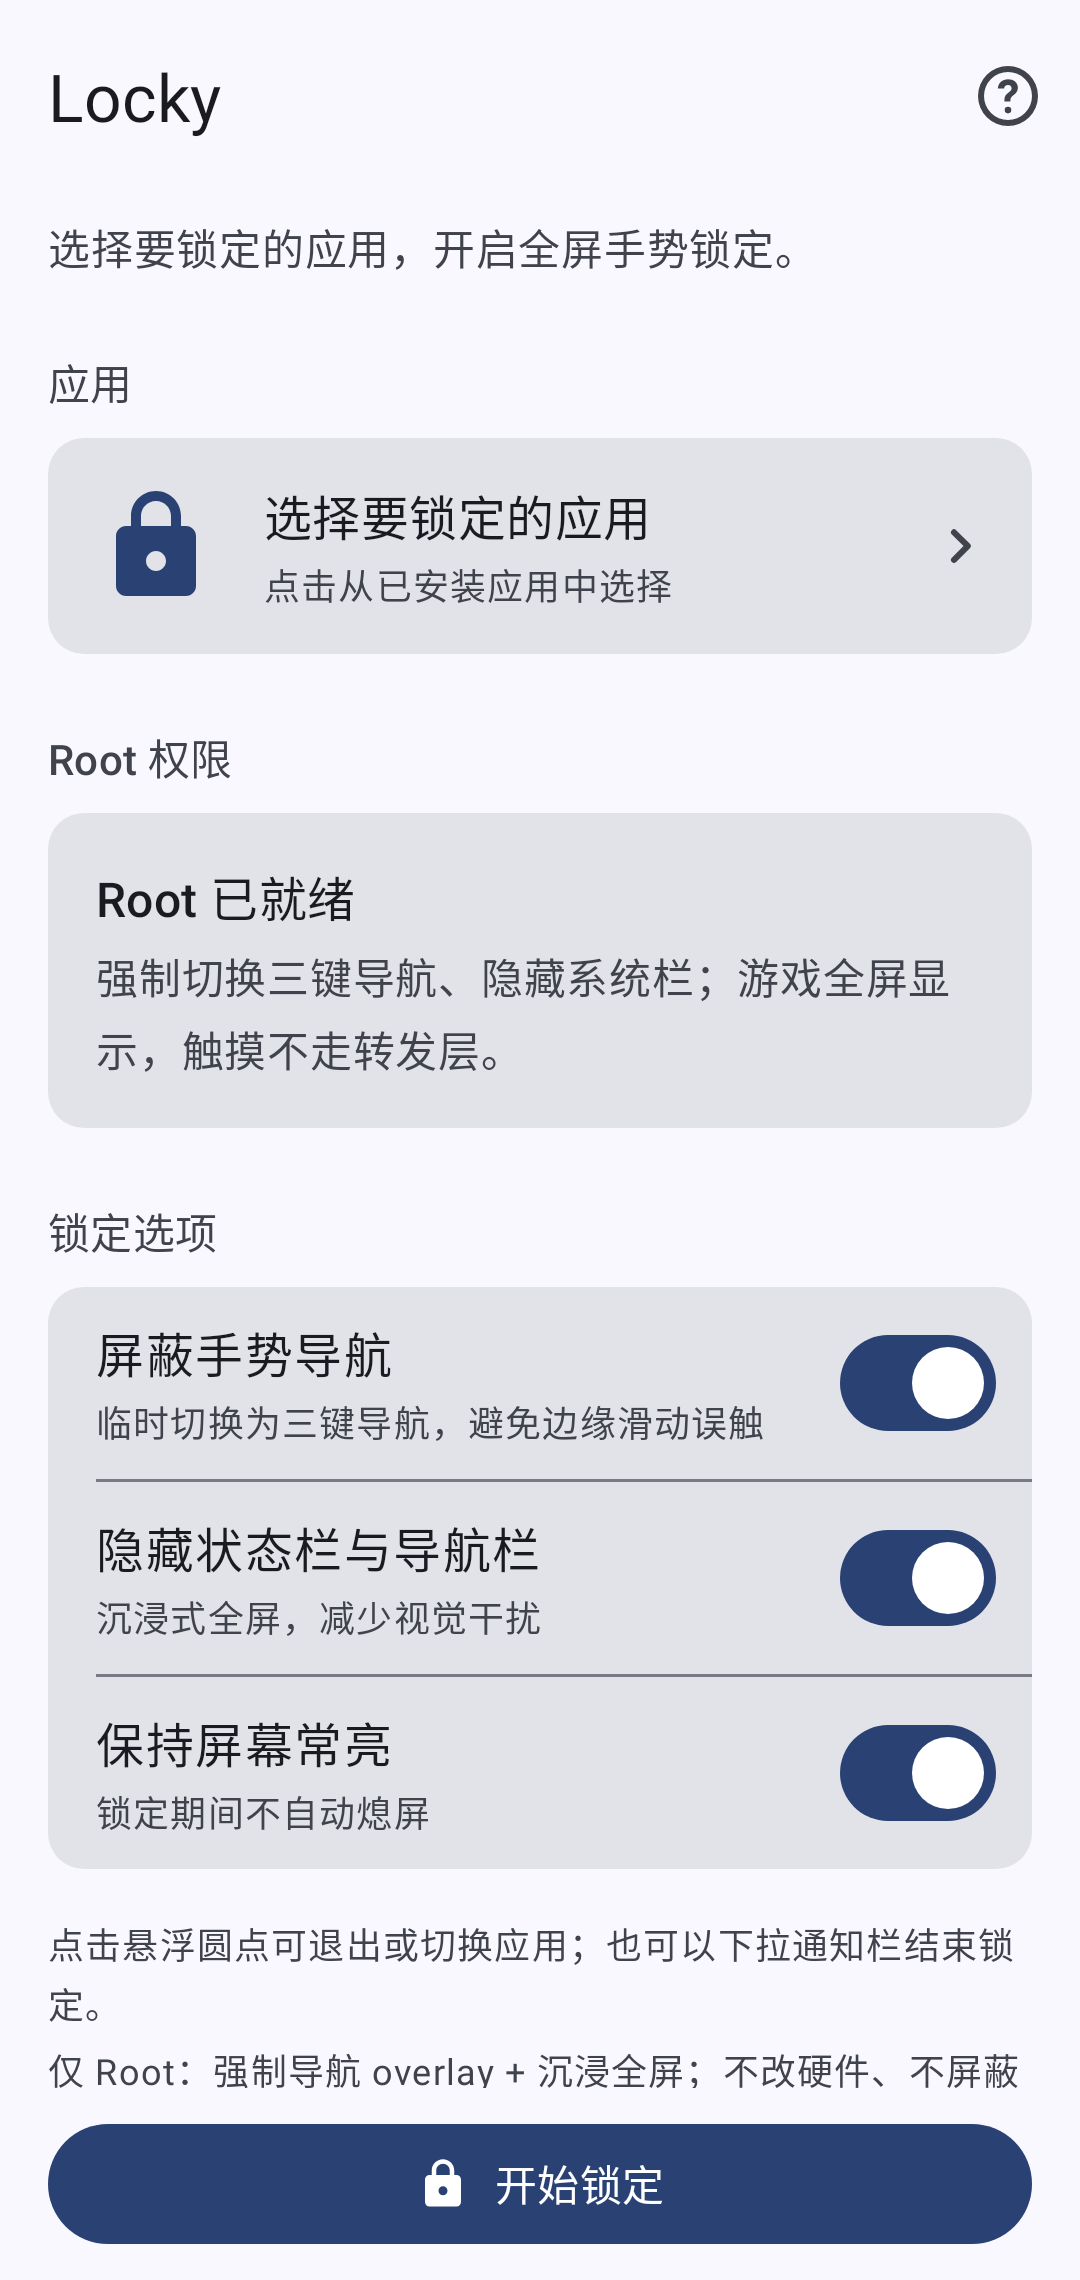 Locky
选择要锁定的应用，开启全屏手势锁定。
应用
选择要锁定的应用
点击从已安装应用中选择
Root 权限
Root 已就绪
强制切换三键导航、隐藏系统栏；游戏全屏显
示，触摸不走转发层。
锁定选项
屏蔽手势导航
临时切换为三键导航，避免边缘滑动误触
隐藏状态栏与导航栏
沉浸式全屏，减少视觉干扰
保持屏幕常亮
锁定期间不自动熄屏
点击悬浮圆点可退出或切换应用；也可以下拉通知栏结束锁
定。
仅 Root：强制导航 overlay + 沉浸全屏；不改硬件、不屏蔽
开始锁定